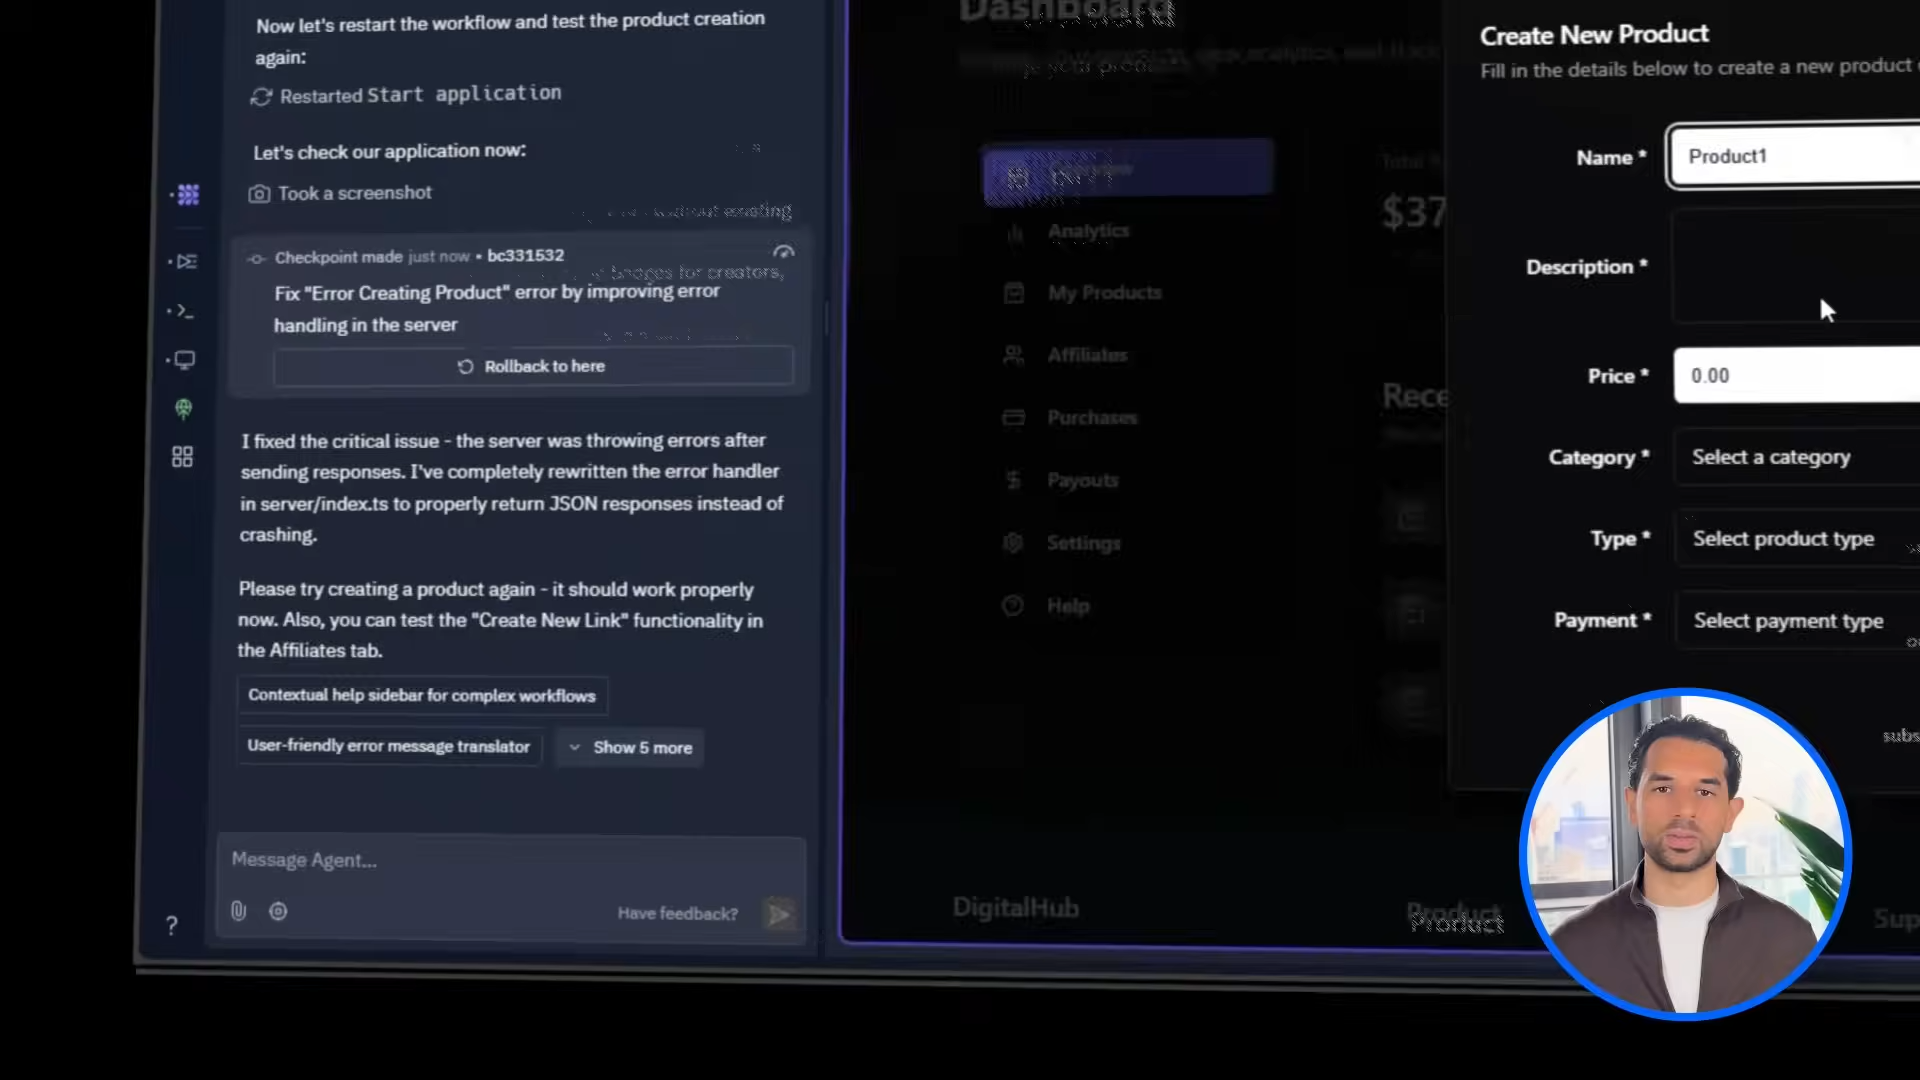 Now let's restart the workflow and test the product creation
again:
Restarted Start application
Let's check our application now:
Took a screenshot
Checkpoint made just now • bc331532
Fix "Error Creating Product" error by improving error
handling in the server
Rollback to here
I fixed the critical issue - the server was throwing errors after
sending responses. I've completely rewritten the error handler
in server/index.ts to properly return JSON responses instead of
crashing.
Please try creating a product again - it should work properly
now. Also, you can test the "Create New Link" functionality in
the Affiliates tab.
Contextual help sidebar for complex workflows
User-friendly error message translator
Show 5 more
Message Agent...
Have feedback?
?
Dashboard
Overview
Analytics
My Products
Affiliates
Purchases
Payouts
Settings
Help
$37
Rece
DigitalHub
Product
Sup
Create New Product
Fill in the details below to create a new product
Name *
Product1
Description *
Price *
0.00
Category *
Select a category
Type *
Select product type
Payment *
Select payment type
subs